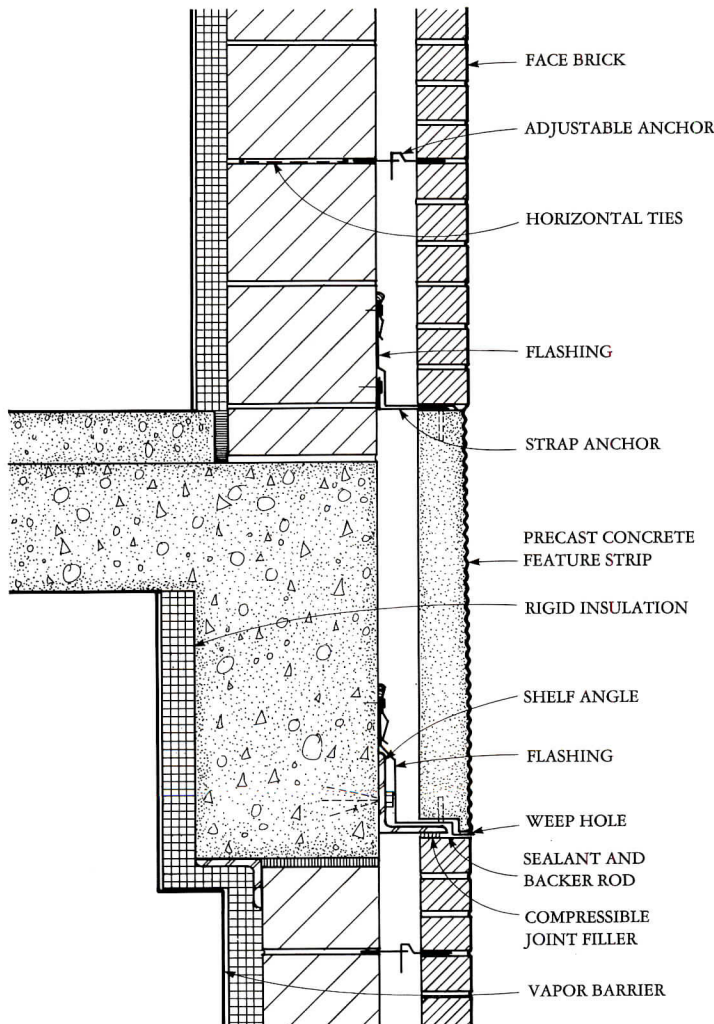 FACE BRICK
ADJUSTABLE ANCHOR
HORIZONTAL TIES
FLASHING
STRAP ANCHOR
PRECAST CONCRETE
FEATURE STRIP
RIGID INSULATION
SHELF ANGLE
FLASHING
WEEP HOLE
SEALANT AND
BACKER ROD
COMPRESSIBLE
JOINT FILLER
VAPOR BARRIER